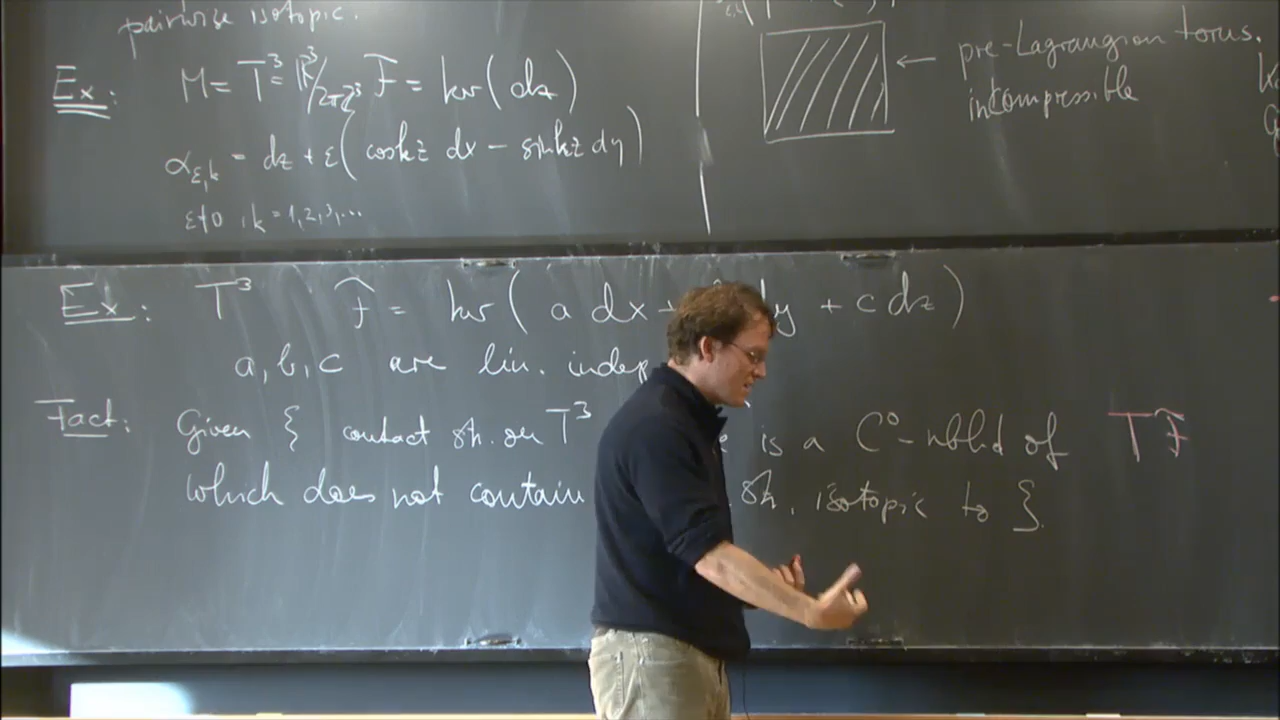 pairwise isotopic.
Ex: M = T³ = ℝ³/2πℤ³ F = ker(dz)
α_{ε,k} = dz + ε(cos kz dx − sin kz dy)
ε≠0, k = 1,2,3,...
pre-Lagrangian torus.
incompressible
Ex: T³ F̂ = ker(a dx + dy + c dz)
a, b, c are lin. indep
Fact: Given ξ contact str. on T³ is a C⁰-nbhd of TF̂
which does not contain str. isotopic to ξ.